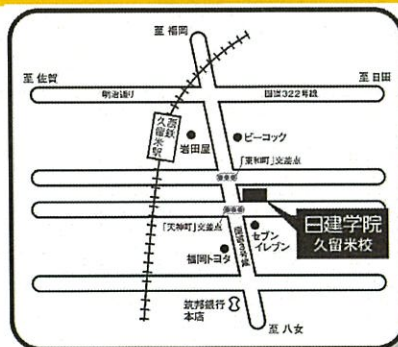 至 福岡
至 佐賀
至 日田
明治通り
国道322号線
西鉄
久留米駅
岩田屋
ピーコック
「東和町」交差点
日建学院
久留米校
「天神町」交差点
セブン
イレブン
福岡トヨタ
国道3号線
筑邦銀行
本店
至 八女